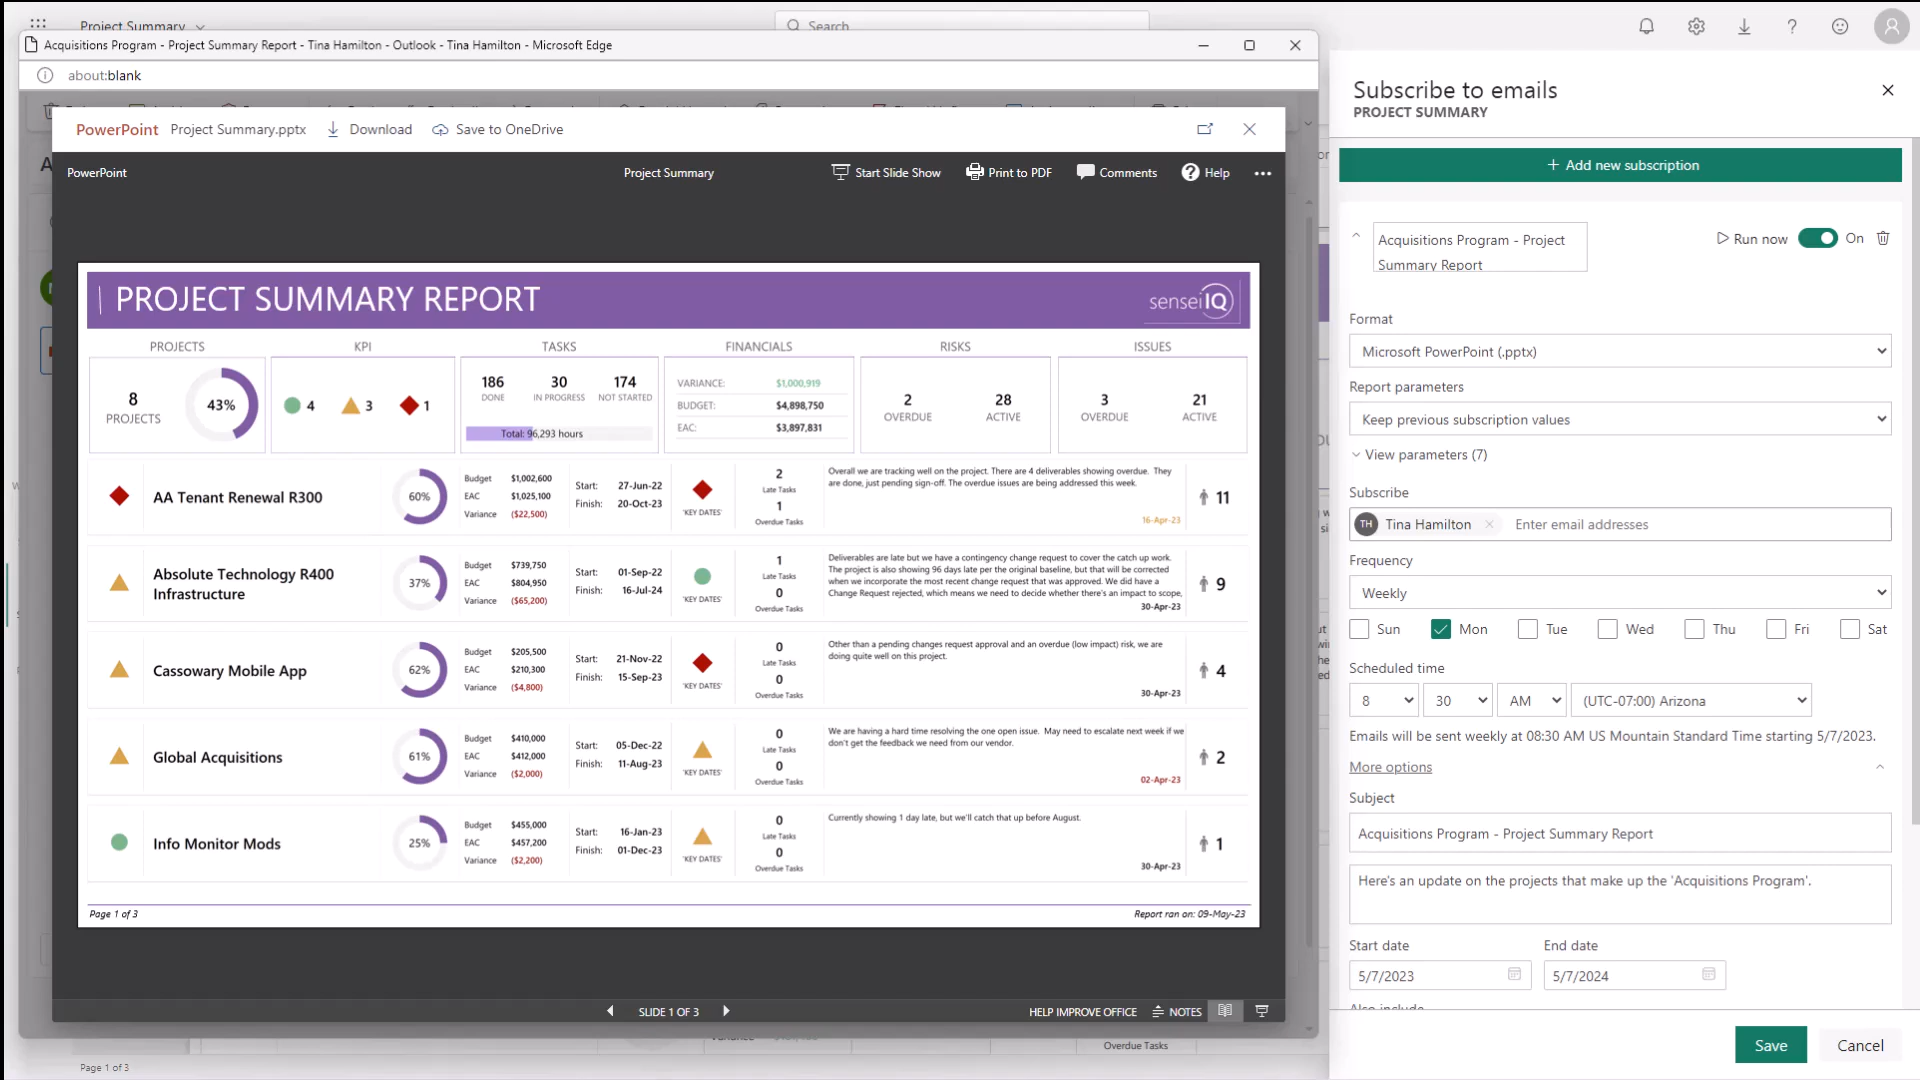 Project Summary
Search
Acquisitions Program - Project Summary Report - Tina Hamilton - Outlook - Tina Hamilton - Microsoft Edge
about:blank
PowerPoint Project Summary.pptx Download Save to OneDrive
PowerPoint Project Summary Start Slide Show Print to PDF Comments Help
PROJECT SUMMARY REPORT senseiIQ
PROJECTS KPI TASKS FINANCIALS RISKS ISSUES
8 PROJECTS 43%
4 3 1
186 30 174
DONE IN PROGRESS NOT STARTED
Total: 96,293 hours
VARIANCE: $1,000,919
BUDGET: $4,898,750
EAC: $3,897,831
2 28
OVERDUE ACTIVE
3 21
OVERDUE ACTIVE
AA Tenant Renewal R300
60%
Budget $1,002,600
EAC $1,025,100
Variance ($22,500)
Start: 27-Jun-22
Finish: 20-Oct-23
'KEY DATES'
2
Late Tasks
1
Overdue Tasks
Overall we are tracking well on the project. There are 4 deliverables showing overdue. They
are done, just pending sign-off. The overdue issues are being addressed this week.
16-Apr-23
11
Absolute Technology R400
Infrastructure
37%
Budget $739,750
EAC $804,950
Variance ($65,200)
Start: 01-Sep-22
Finish: 16-Jul-24
'KEY DATES'
1
Late Tasks
0
Overdue Tasks
Deliverables are late but we have a contingency change request to cover the catch up work.
The project is also showing 96 days late per the original baseline, but that will be corrected
when we incorporate the most recent change request that was approved. We did have a
Change Request rejected, which means we need to decide whether there's an impact to scope,
30-Apr-23
9
Cassowary Mobile App
62%
Budget $205,500
EAC $210,300
Variance ($4,800)
Start: 21-Nov-22
Finish: 15-Sep-23
'KEY DATES'
0
Late Tasks
0
Overdue Tasks
Other than a pending changes request approval and an overdue (low impact) risk, we are
doing quite well on this project.
30-Apr-23
4
Global Acquisitions
61%
Budget $410,000
EAC $412,000
Variance ($2,000)
Start: 05-Dec-22
Finish: 11-Aug-23
'KEY DATES'
0
Late Tasks
0
Overdue Tasks
We are having a hard time resolving the one open issue. May need to escalate next week if we
don't get the feedback we need from our vendor.
02-Apr-23
2
Info Monitor Mods
25%
Budget $455,000
EAC $457,200
Variance ($2,200)
Start: 16-Jan-23
Finish: 01-Dec-23
'KEY DATES'
0
Late Tasks
0
Overdue Tasks
Currently showing 1 day late, but we'll catch that up before August.
30-Apr-23
1
Page 1 of 3 Report ran on: 09-May-23
SLIDE 1 OF 3 HELP IMPROVE OFFICE NOTES
Overdue Tasks
Page 1 of 3
Subscribe to emails
PROJECT SUMMARY
+ Add new subscription
Acquisitions Program - Project
Summary Report
Run now On
Format
Microsoft PowerPoint (.pptx)
Report parameters
Keep previous subscription values
View parameters (7)
Subscribe
TH Tina Hamilton Enter email addresses
Frequency
Weekly
Sun Mon Tue Wed Thu Fri Sat
Scheduled time
8 30 AM (UTC-07:00) Arizona
Emails will be sent weekly at 08:30 AM US Mountain Standard Time starting 5/7/2023.
More options
Subject
Acquisitions Program - Project Summary Report
Here's an update on the projects that make up the 'Acquisitions Program'.
Start date End date
5/7/2023 5/7/2024
Also include
Save Cancel